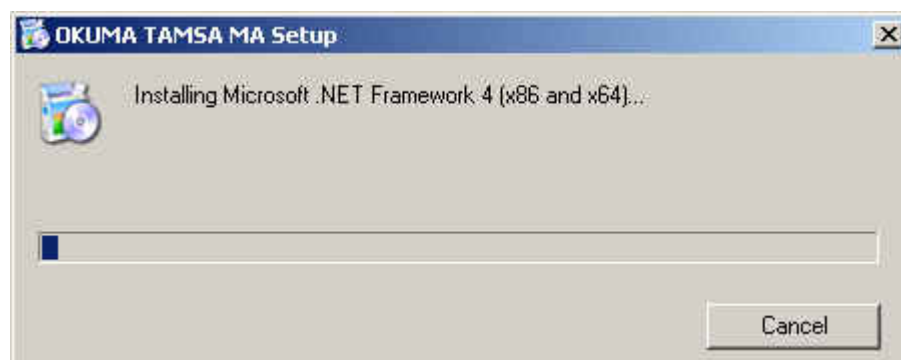 OKUMA TAMSA MA Setup
Installing Microsoft .NET Framework 4 (x86 and x64)...
Cancel